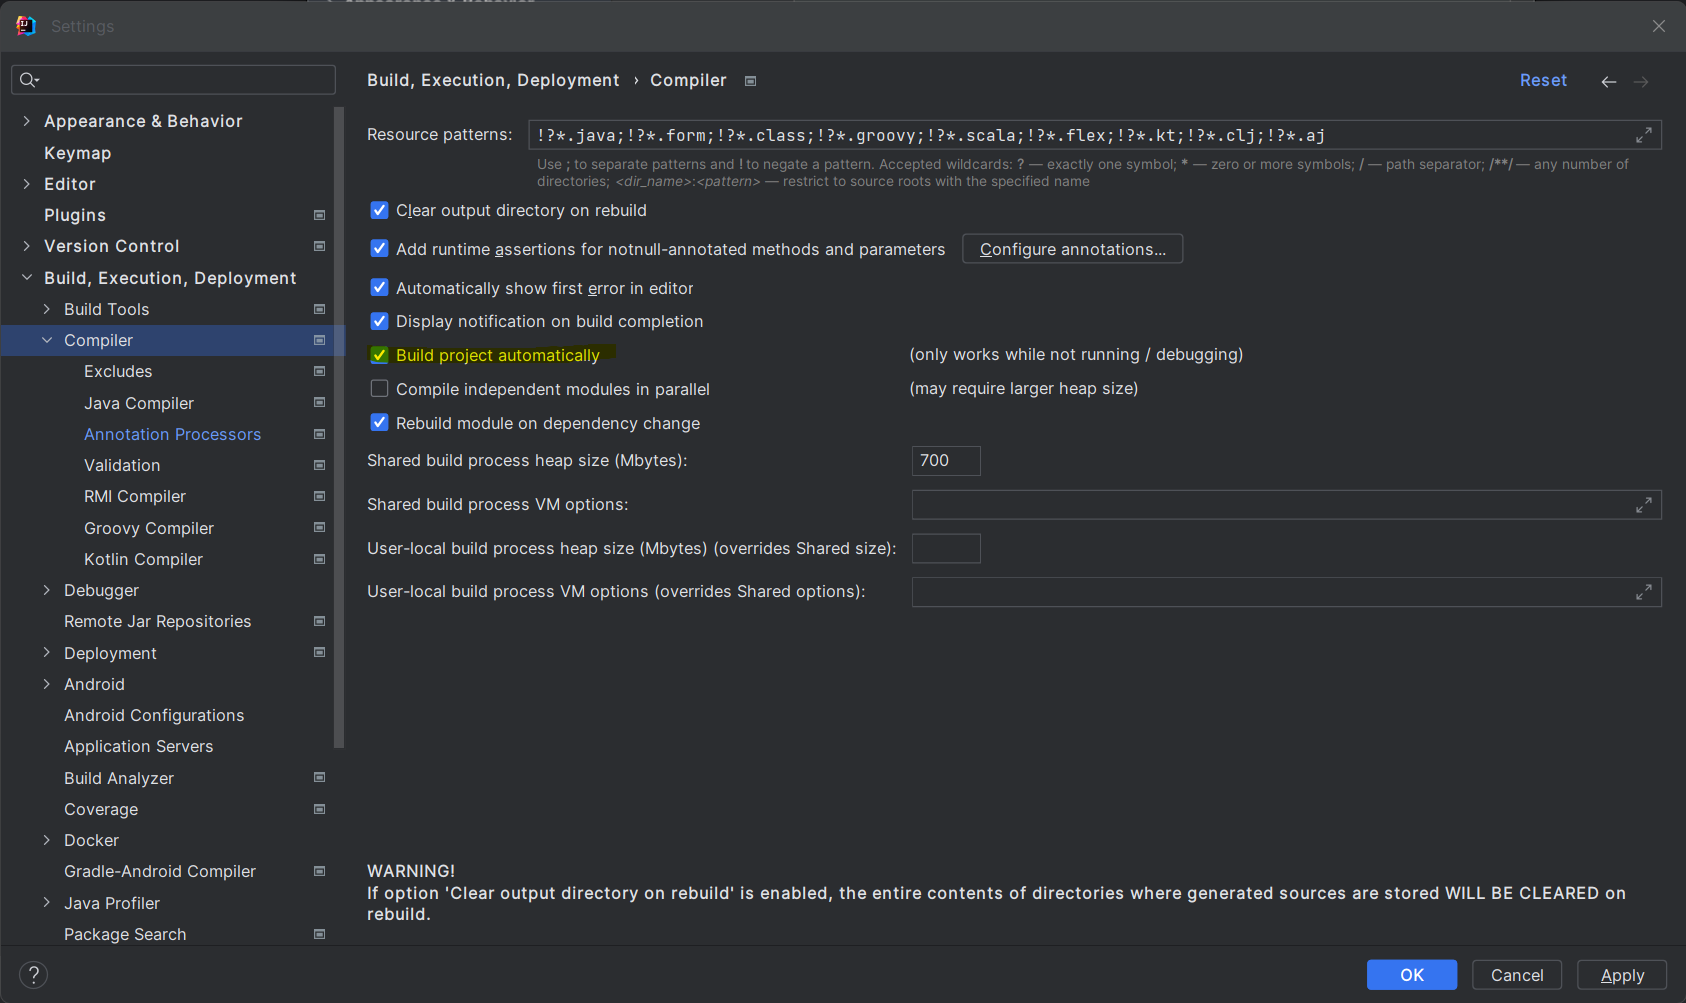 Settings
Appearance & Behavior
Keymap
Editor
Plugins
Version Control
Build, Execution, Deployment
Build Tools
Compiler
Excludes
Java Compiler
Annotation Processors
Validation
RMI Compiler
Groovy Compiler
Kotlin Compiler
Debugger
Remote Jar Repositories
Deployment
Android
Android Configurations
Application Servers
Build Analyzer
Coverage
Docker
Gradle-Android Compiler
Java Profiler
Package Search
Build, Execution, Deployment › Compiler
Reset
Resource patterns: !?*.java;!?*.form;!?*.class;!?*.groovy;!?*.scala;!?*.flex;!?*.kt;!?*.clj;!?*.aj
Use ; to separate patterns and ! to negate a pattern. Accepted wildcards: ? — exactly one symbol; * — zero or more symbols; / — path separator; /**/ — any number of
directories; <dir_name>:<pattern> — restrict to source roots with the specified name
Clear output directory on rebuild
Add runtime assertions for notnull-annotated methods and parameters Configure annotations...
Automatically show first error in editor
Display notification on build completion
Build project automatically (only works while not running / debugging)
Compile independent modules in parallel (may require larger heap size)
Rebuild module on dependency change
Shared build process heap size (Mbytes): 700
Shared build process VM options:
User-local build process heap size (Mbytes) (overrides Shared size):
User-local build process VM options (overrides Shared options):
WARNING!
If option 'Clear output directory on rebuild' is enabled, the entire contents of directories where generated sources are stored WILL BE CLEARED on
rebuild.
?
OK Cancel Apply